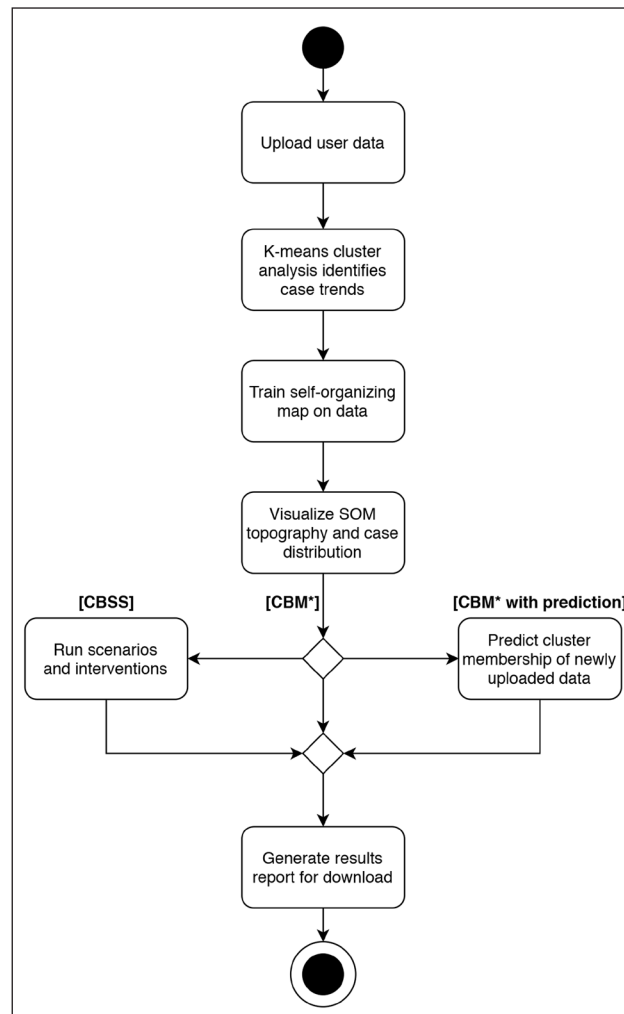 Upload user data
K-means cluster
analysis identifies
case trends
Train self-organizing
map on data
Visualize SOM
topography and case
distribution
[CBSS]
[CBM*]
[CBM* with prediction]
Run scenarios
and interventions
Predict cluster
membership of newly
uploaded data
Generate results
report for download